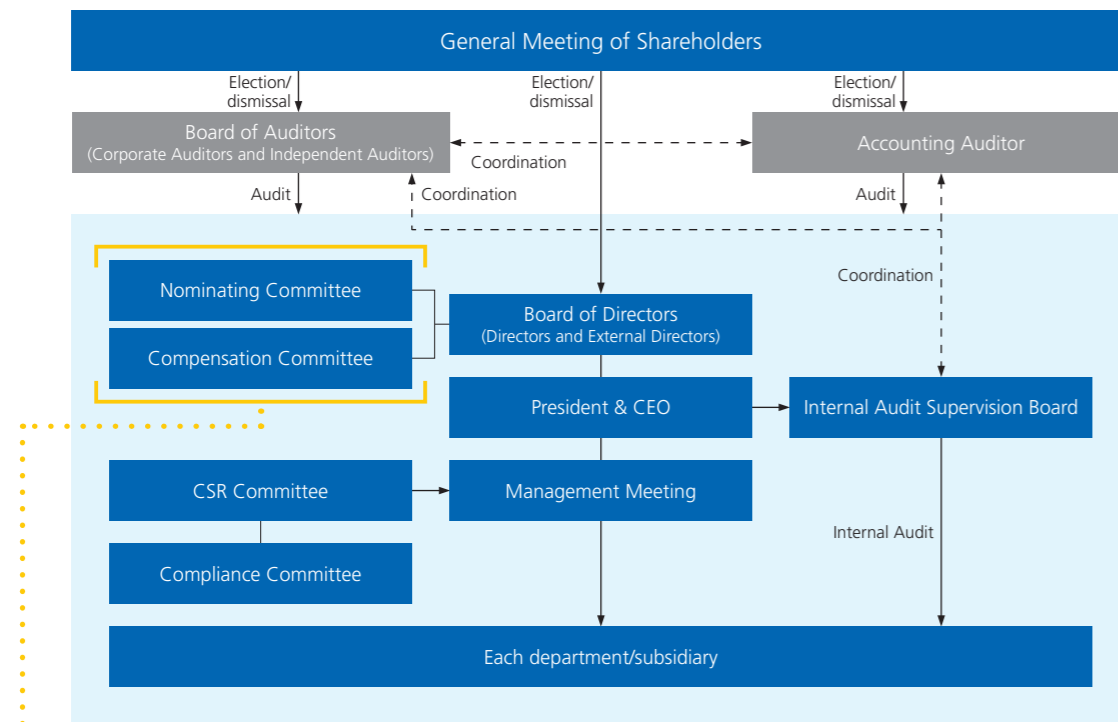 General Meeting of Shareholders
Election/
dismissal
Election/
dismissal
Election/
dismissal
Board of Auditors
(Corporate Auditors and Independent Auditors)
Coordination
Accounting Auditor
Audit
Coordination
Audit
Nominating Committee
Coordination
Board of Directors
(Directors and External Directors)
Compensation Committee
President & CEO
Internal Audit Supervision Board
CSR Committee
Management Meeting
Internal Audit
Compliance Committee
Each department/subsidiary